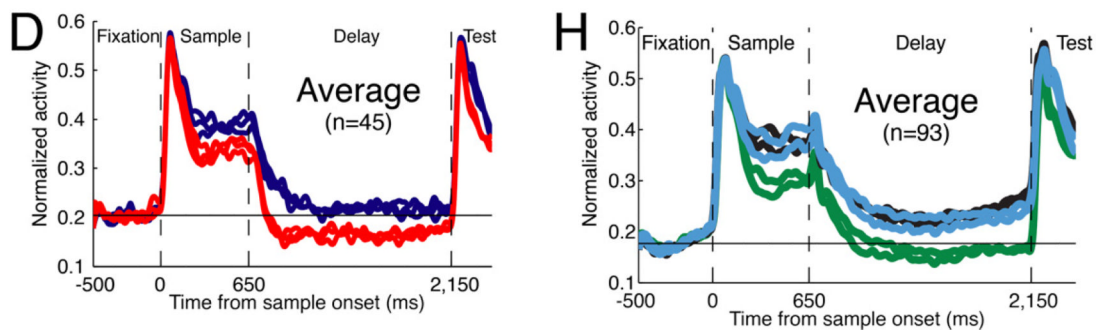 D
Normalized activity
0.6
0.5
0.4
0.3
0.2
0.1
Fixation Sample Delay Test
Average
(n=45)
-500 0 650 2,150
Time from sample onset (ms)
H
Normalized activity
0.6
0.5
0.4
0.3
0.2
0.1
Fixation Sample Delay Test
Average
(n=93)
-500 0 650 2,150
Time from sample onset (ms)